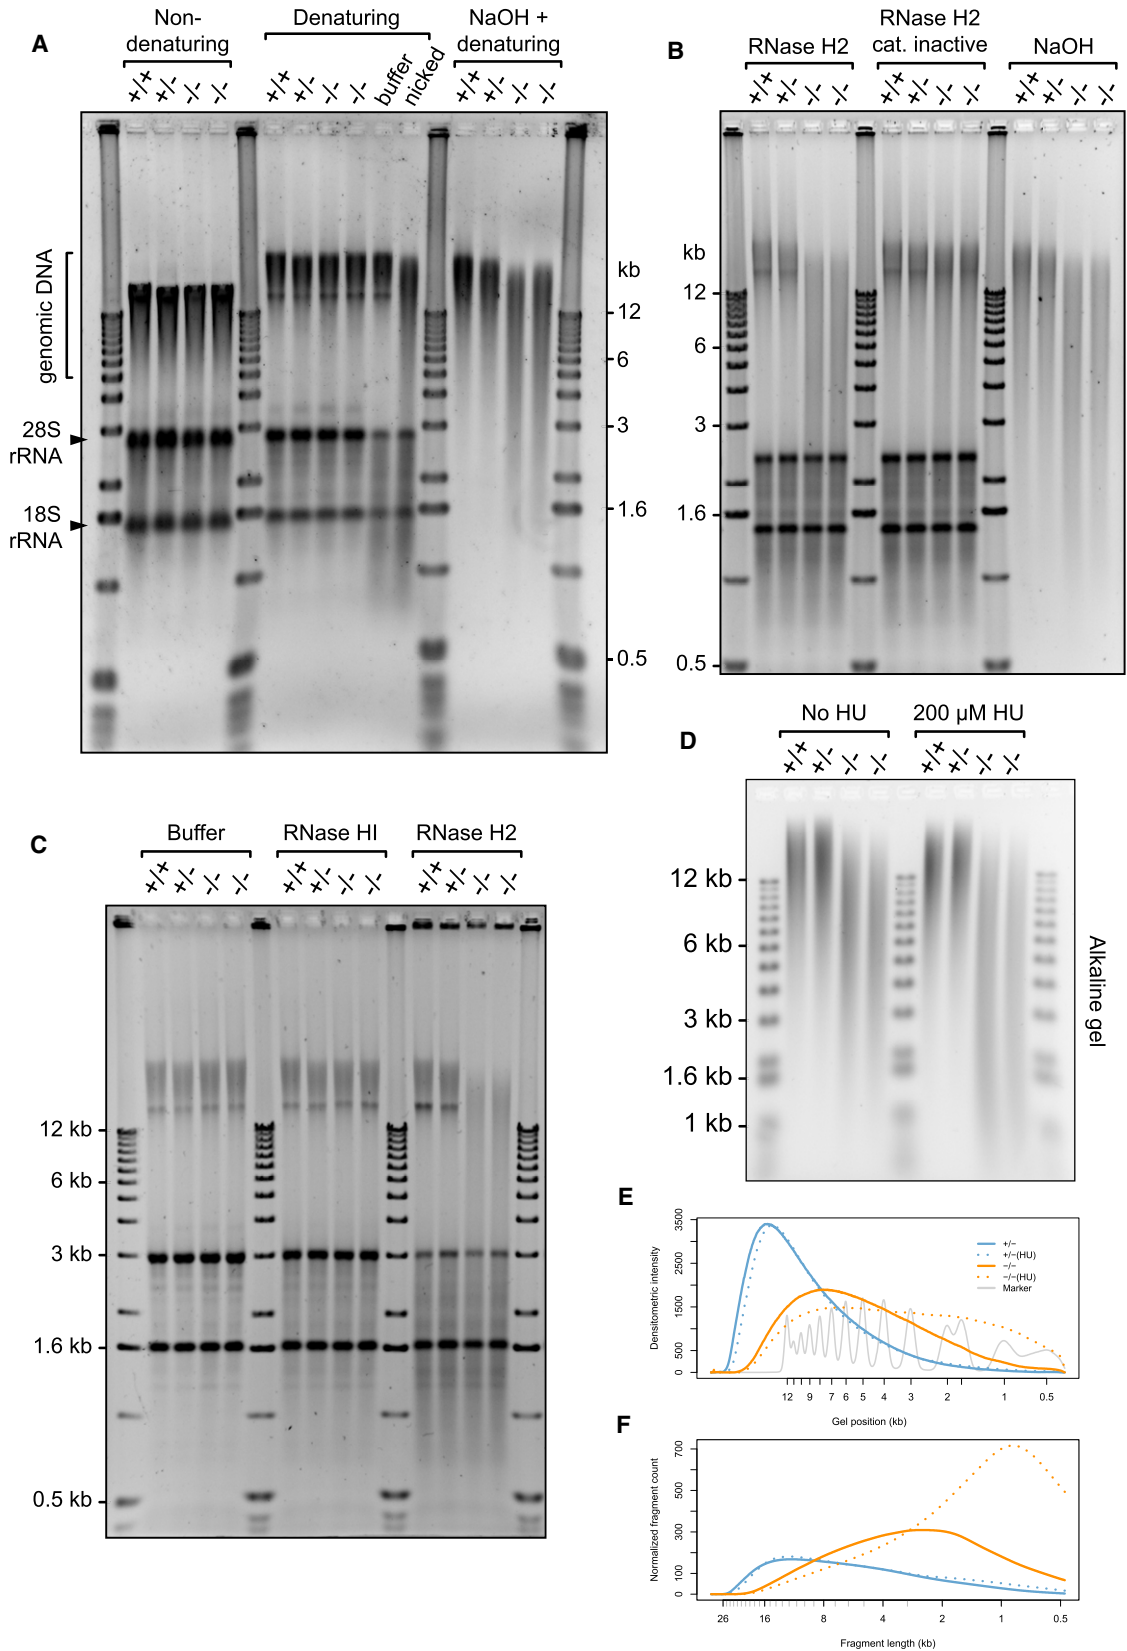 A
Non-
denaturing
Denaturing
NaOH +
denaturing
+/+ +/- -/- -/- +/+ +/- -/- -/- buffer nicked +/+ +/- -/- -/-
genomic DNA
28S
rRNA
18S
rRNA
kb
12
6
3
1.6
0.5
B
RNase H2
RNase H2
cat. inactive
NaOH
+/+ +/- -/- -/- +/+ +/- -/- -/- +/+ +/- -/- -/-
kb
12
6
3
1.6
0.5
C
Buffer
RNase HI
RNase H2
+/+ +/- -/- -/- +/+ +/- -/- -/- +/+ +/- -/- -/-
12 kb
6 kb
3 kb
1.6 kb
0.5 kb
D
No HU
200 µM HU
+/+ +/- -/- -/- +/+ +/- -/- -/-
12 kb
6 kb
3 kb
1.6 kb
1 kb
Alkaline gel
E
Densitometric intensity
3500
2500
1500
500
0
+/−
+/−(HU)
−/−
−/−(HU)
Marker
12 9 7 6 5 4 3 2 1 0.5
Gel position (kb)
F
Normalized fragment count
700
500
300
100
0
26 16 8 4 2 1 0.5
Fragment length (kb)